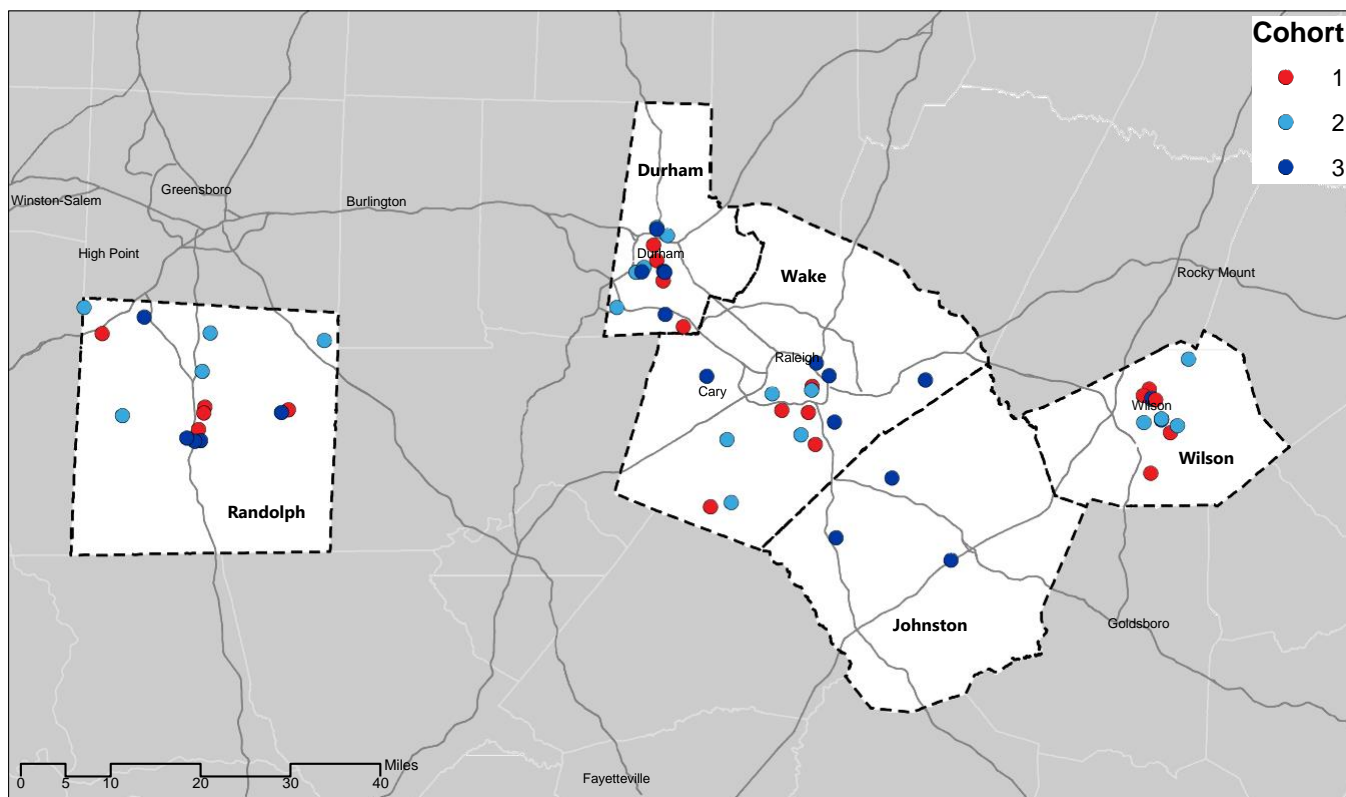 Cohort
1
2
3
Durham
Greensboro
Winston-Salem
Burlington
High Point
Durham
Wake
Rocky Mount
Raleigh
Cary
Wilson
Wilson
Randolph
Johnston
Goldsboro
Miles
0 5 10 20 30 40
Fayetteville